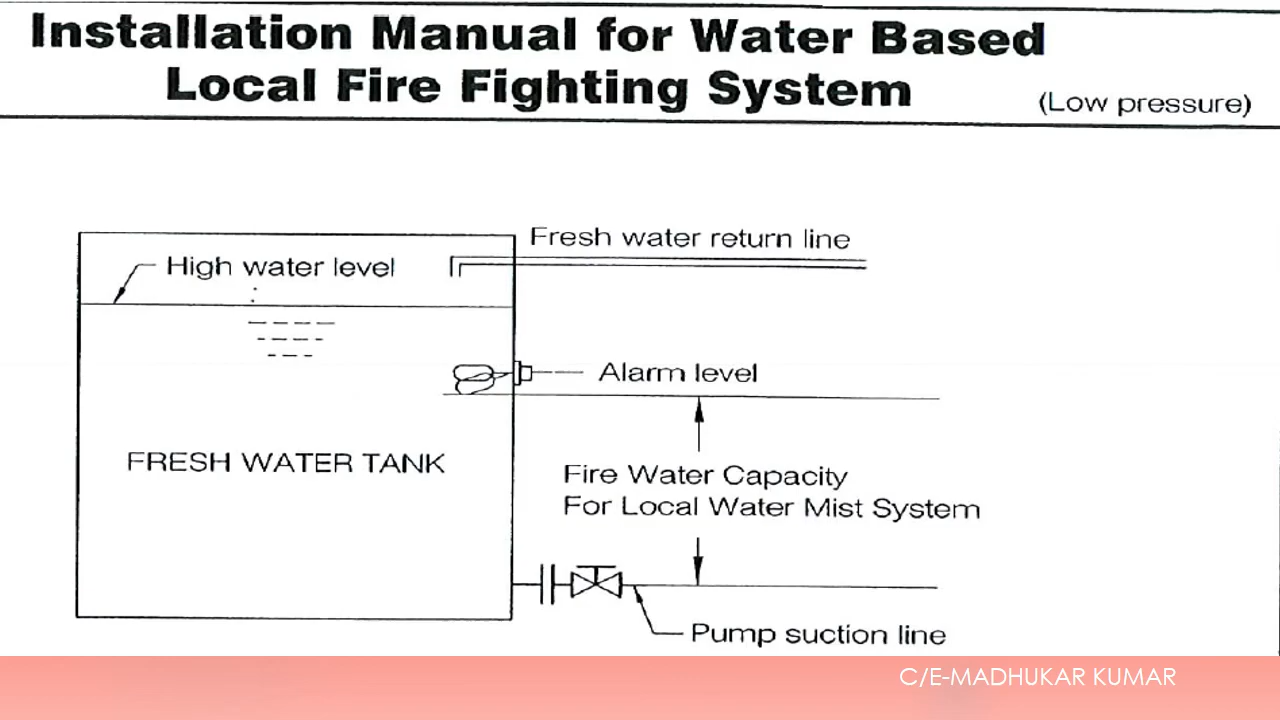 Installation Manual for Water Based
Local Fire Fighting System
(Low pressure)
Fresh water return line
High water level
Alarm level
FRESH WATER TANK
Fire Water Capacity
For Local Water Mist System
Pump suction line
C/E-MADHUKAR KUMAR